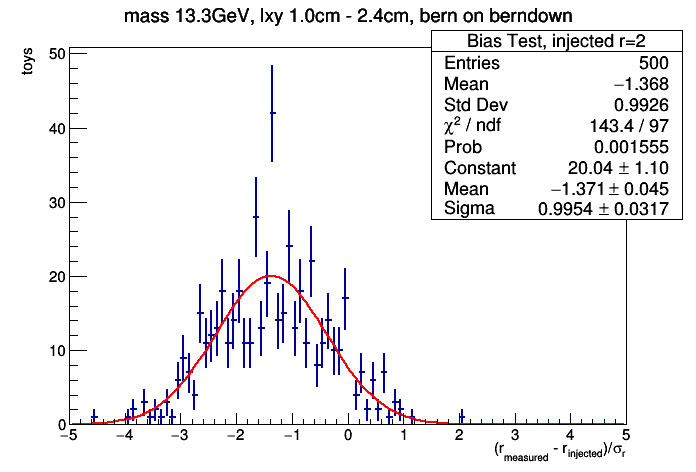 mass 13.3GeV, lxy 1.0cm - 2.4cm, bern on berndown
Bias Test, injected r=2
Entries 500
Mean −1.368
Std Dev 0.9926
χ² / ndf 143.4 / 97
Prob 0.001555
Constant 20.04 ± 1.10
Mean −1.371 ± 0.045
Sigma 0.9954 ± 0.0317
toys
50
40
30
20
10
0
−5 −4 −3 −2 −1 0 1 2 3 4 5
(r_measured - r_injected)/σ_r